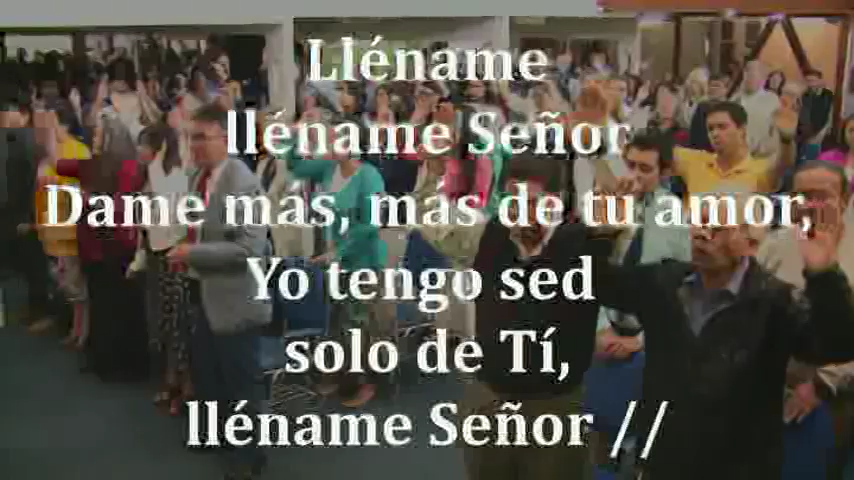 Lléname
lléname Señor
Dame más, más de tu amor,
Yo tengo sed
solo de Tí,
lléname Señor //